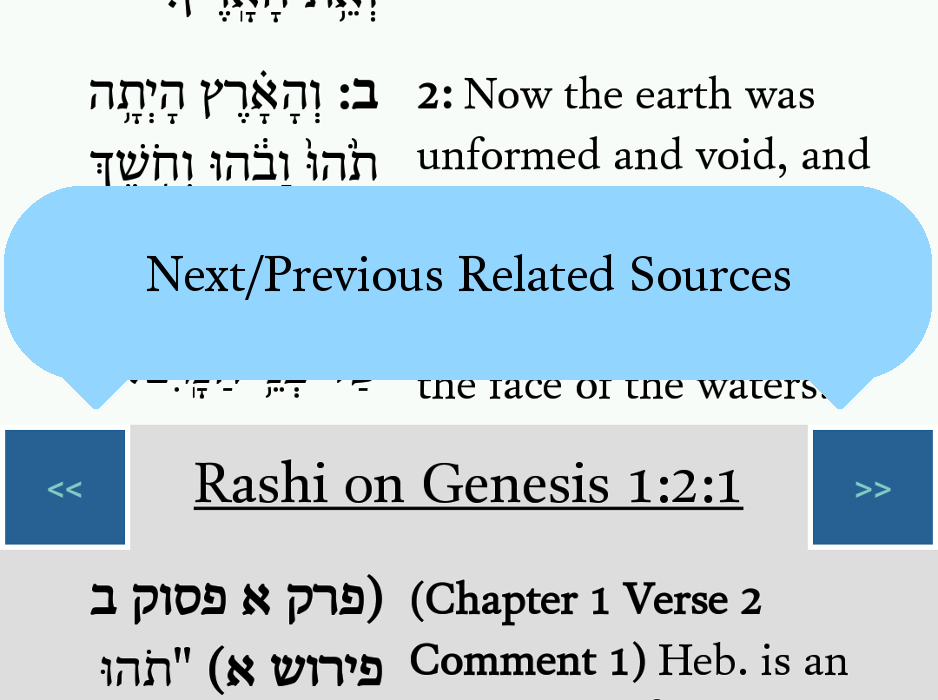 וְאֵ֥ת הָאָֽרֶץ׃
ב: וְהָאָ֗רֶץ הָיְתָ֥ה
תֹ֙הוּ֙ וָבֹ֔הוּ וְחֹ֖שֶׁךְ
2: Now the earth was
unformed and void, and
Next/Previous Related Sources
the face of the waters.
<< Rashi on Genesis 1:2:1 >>
(פרק א פסוק ב
פירוש א) "תֹהוּ
(Chapter 1 Verse 2
Comment 1) Heb. is an